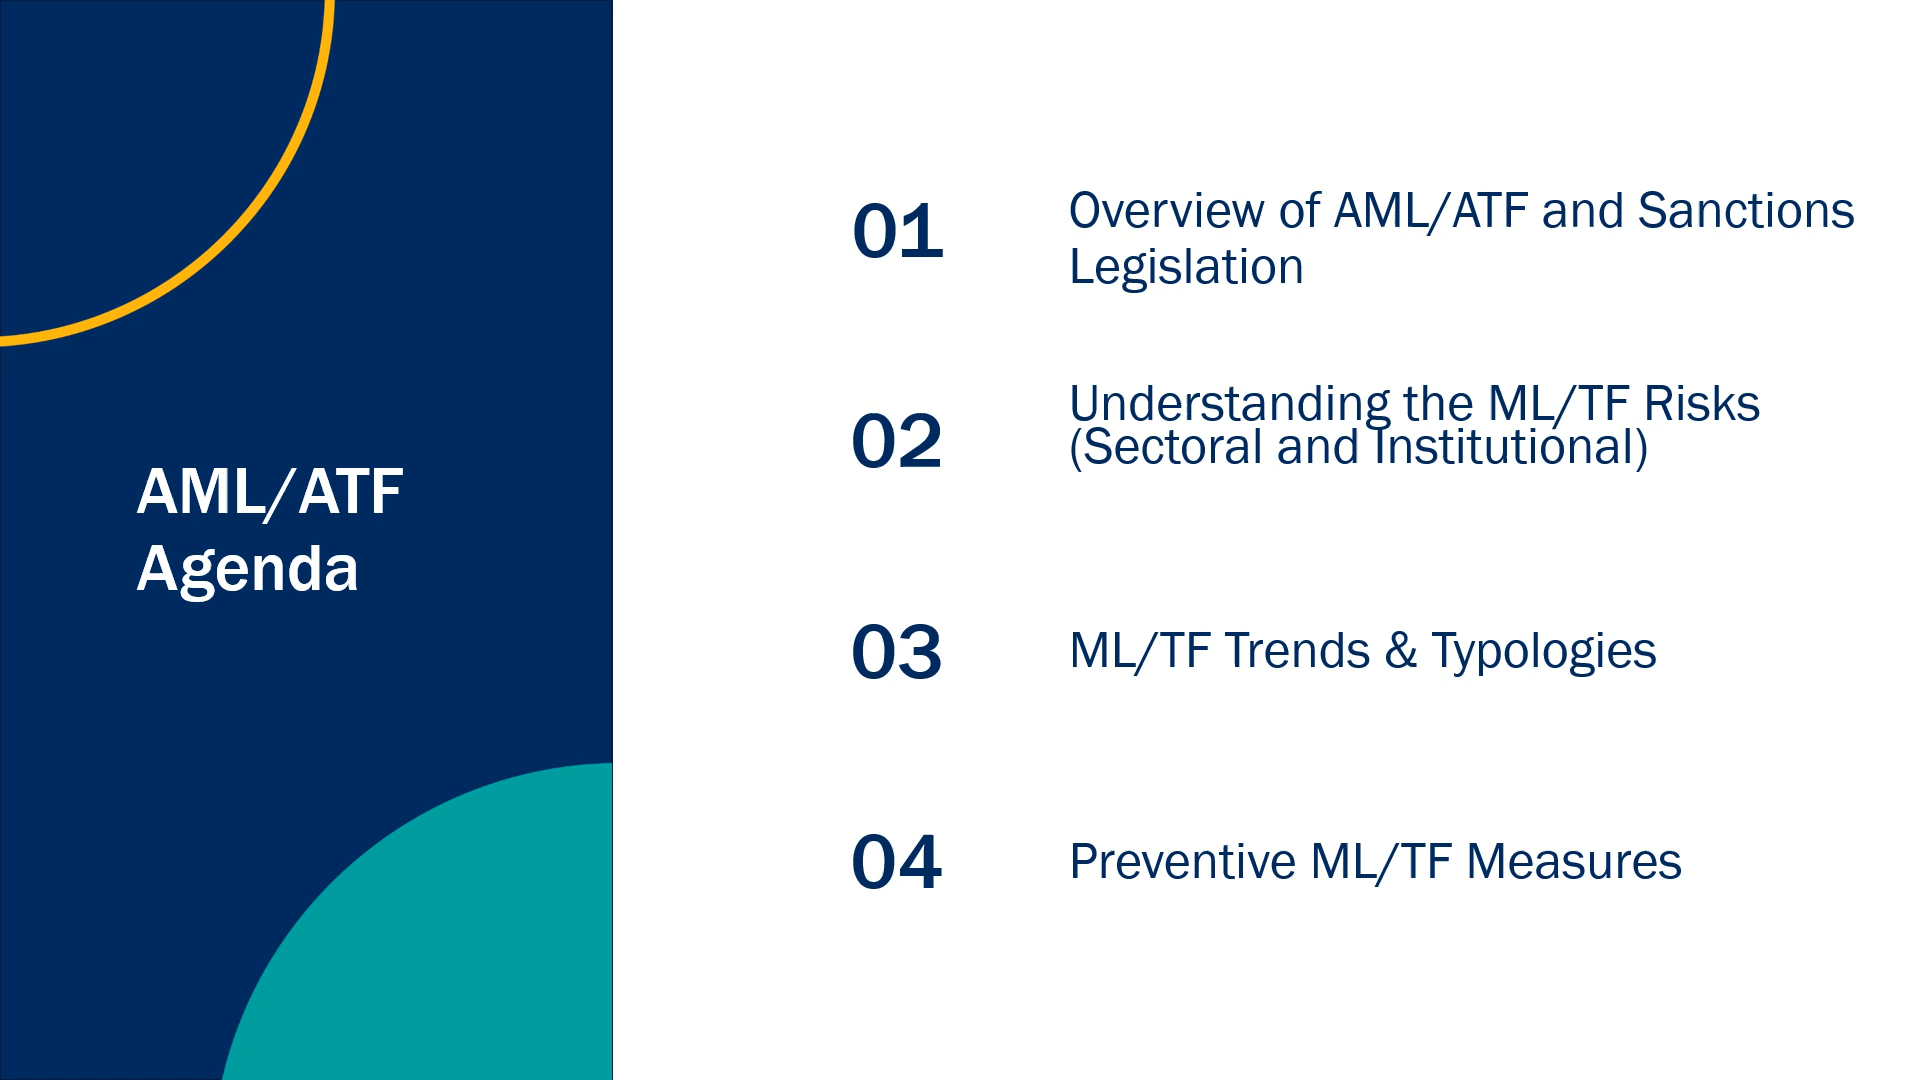 AML/ATF
Agenda
01
Overview of AML/ATF and Sanctions
Legislation
02
Understanding the ML/TF Risks
(Sectoral and Institutional)
03
ML/TF Trends & Typologies
04
Preventive ML/TF Measures